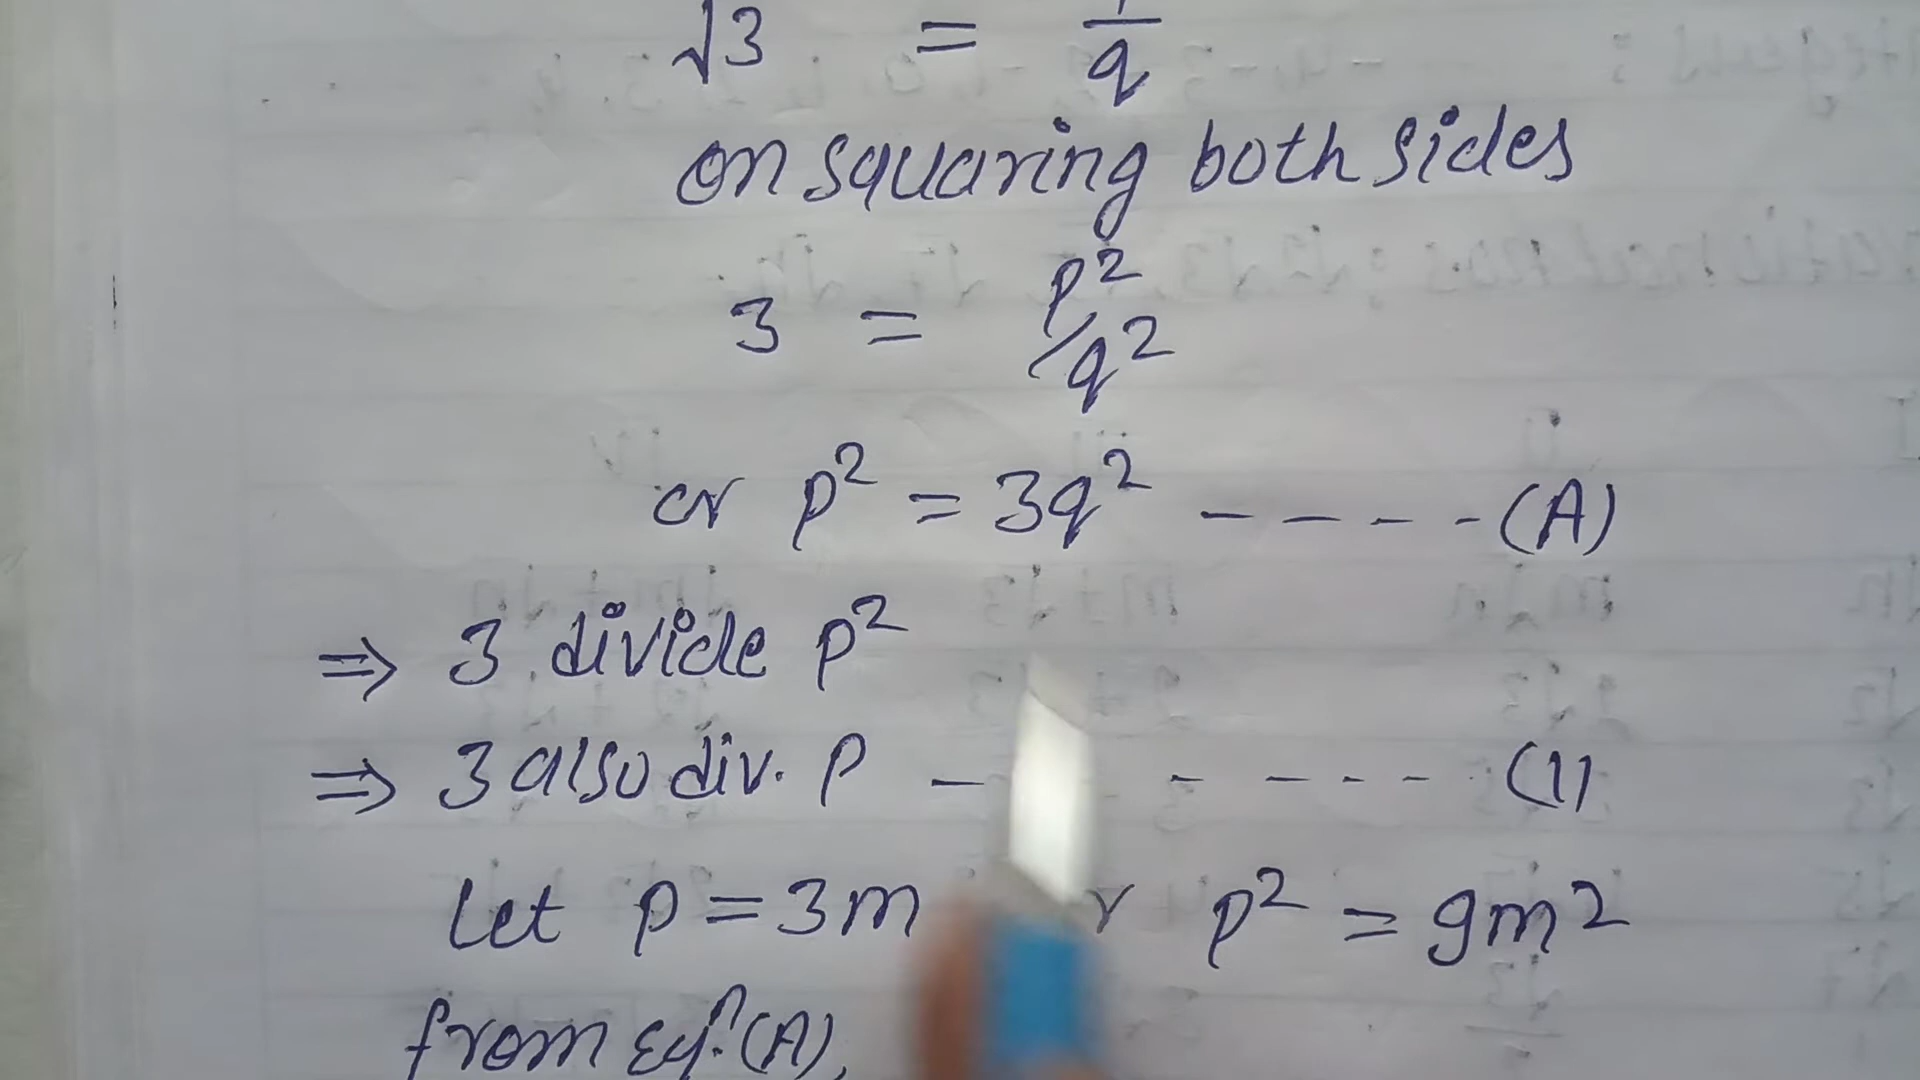 √3 = /q
on squaring both sides
3 = p²/q²
or p² = 3q² - - - - (A)
⇒ 3 divide p²
⇒ 3 also div. p - - - - - (1)
Let p = 3m p² = 9m²
from Eqⁿ. (A),